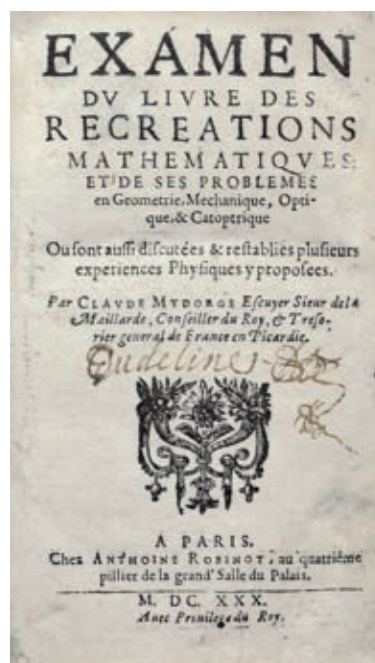 EXAMEN
DV LIVRE DES
RECREATIONS
MATHEMATIQVES
ET DE SES PROBLEMES
en Geometrie, Mechanique, Opti-
que, & Catoptrique
Ou sont aussi discutées & restablies plusieurs
experiences Physiques y proposées.
Par CLAVDE MYDORGE Escuyer Sieur de la
Maillarde, Conseiller du Roy, & Treso-
rier general de France en Picardie.
A PARIS.
Chez ANTHOINE ROBINOT, au quatriéme
pillier de la grand' Salle du Palais.
M. DC. XXX.
Auec Priuilege du Roy.